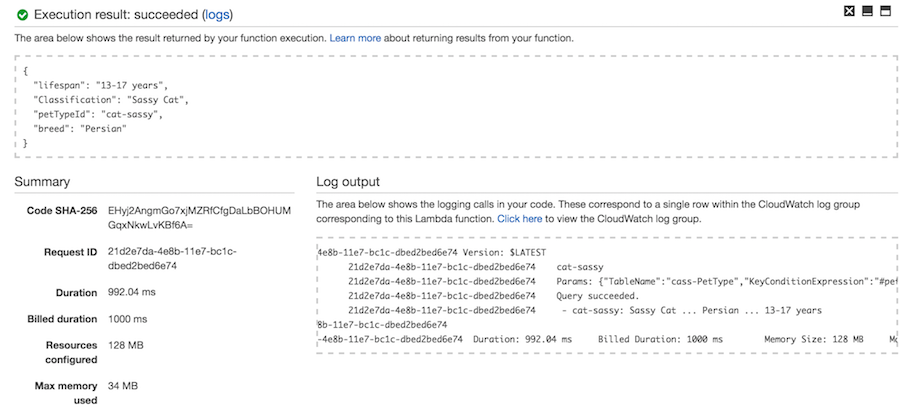 Execution result: succeeded (logs)
The area below shows the result returned by your function execution. Learn more about returning results from your function.
{
"lifespan": "13-17 years",
"Classification": "Sassy Cat",
"petTypeId": "cat-sassy",
"breed": "Persian"
}
Summary
Code SHA-256 EHyj2AngmGo7xjMZRfCfgDaLbBOHUM
GqxNkwLvKBf6A=
Request ID 21d2e7da-4e8b-11e7-bc1c-
dbed2bed6e74
Duration 992.04 ms
Billed duration 1000 ms
Resources configured 128 MB
Max memory used 34 MB
Log output
The area below shows the logging calls in your code. These correspond to a single row within the CloudWatch log group
corresponding to this Lambda function. Click here to view the CloudWatch log group.
4e8b-11e7-bc1c-dbed2bed6e74 Version: $LATEST
21d2e7da-4e8b-11e7-bc1c-dbed2bed6e74 cat-sassy
21d2e7da-4e8b-11e7-bc1c-dbed2bed6e74 Params: {"TableName":"cass-PetType","KeyConditionExpression":"#pe
21d2e7da-4e8b-11e7-bc1c-dbed2bed6e74 Query succeeded.
21d2e7da-4e8b-11e7-bc1c-dbed2bed6e74 - cat-sassy: Sassy Cat ... Persian ... 13-17 years
8b-11e7-bc1c-dbed2bed6e74
-4e8b-11e7-bc1c-dbed2bed6e74 Duration: 992.04 ms Billed Duration: 1000 ms Memory Size: 128 MB